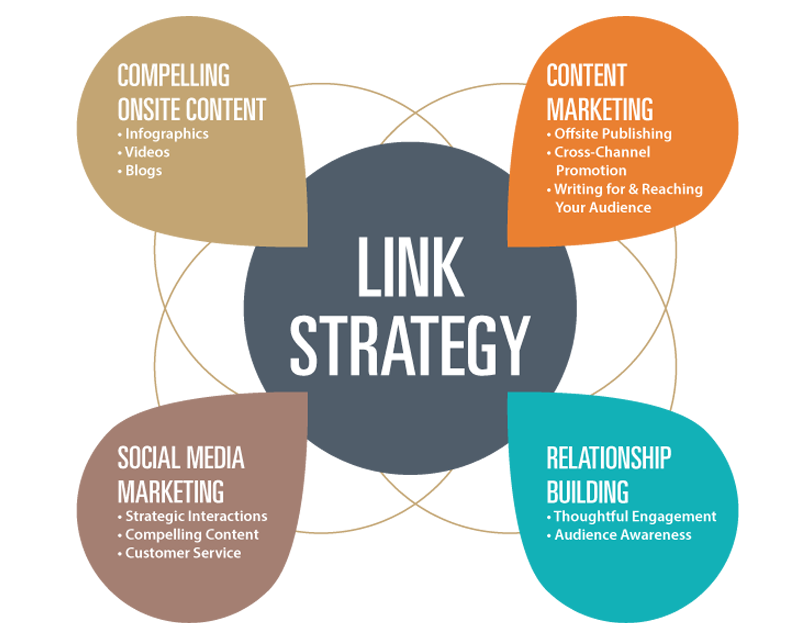 COMPELLING
ONSITE CONTENT
• Infographics
• Videos
• Blogs
CONTENT
MARKETING
• Offsite Publishing
• Cross-Channel
Promotion
• Writing for & Reaching
Your Audience
LINK
STRATEGY
SOCIAL MEDIA
MARKETING
• Strategic Interactions
• Compelling Content
• Customer Service
RELATIONSHIP
BUILDING
• Thoughtful Engagement
• Audience Awareness